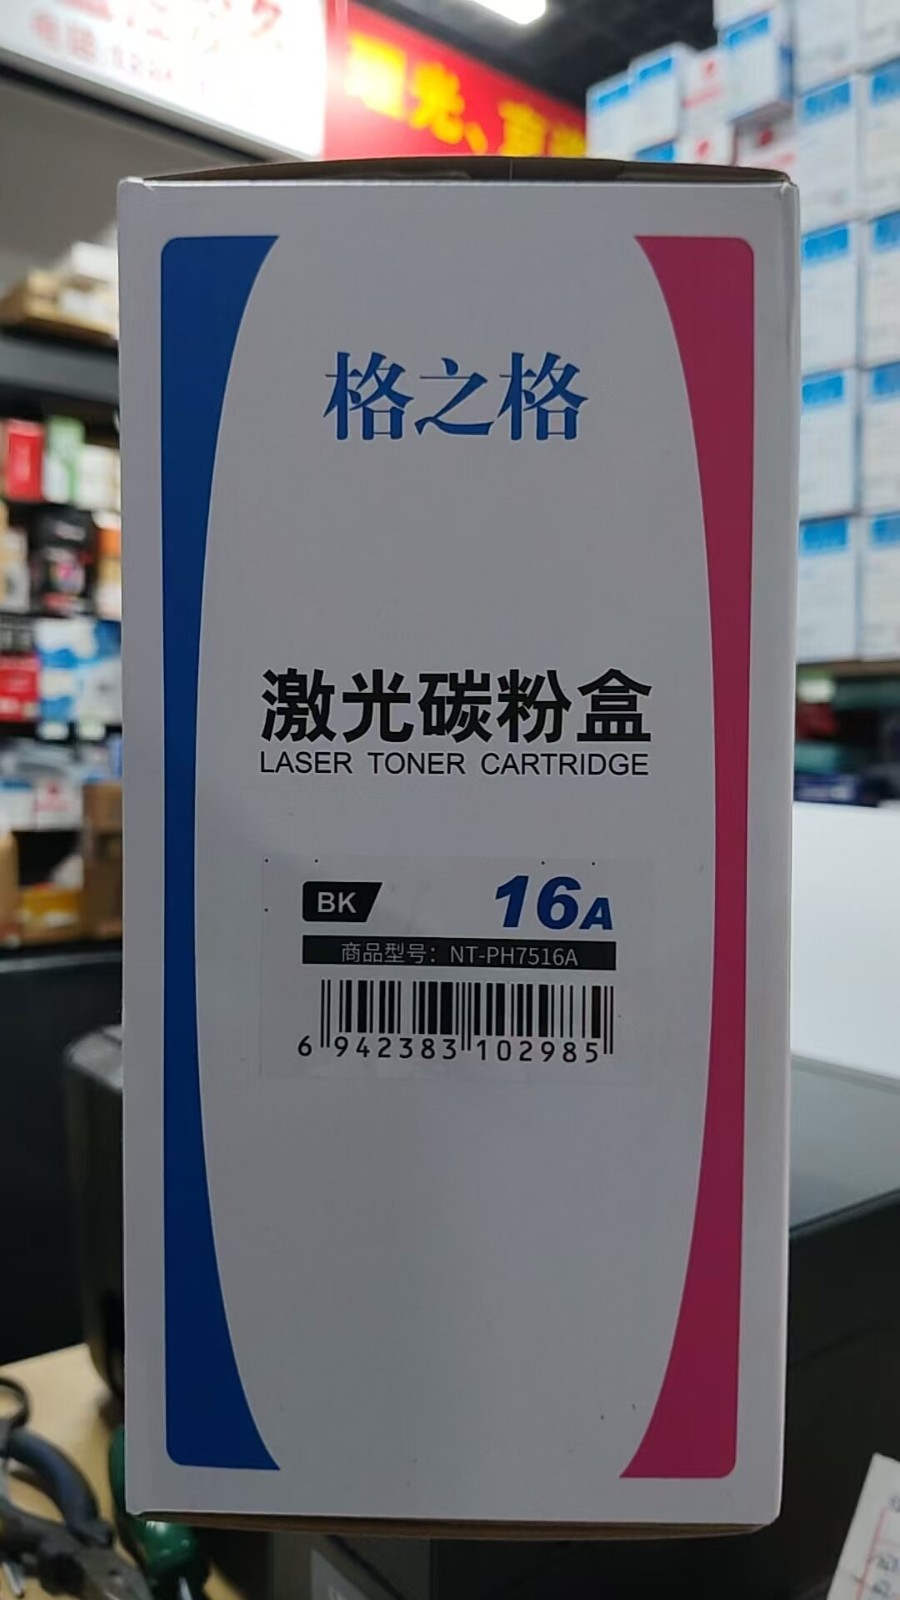 光、
格之格
激光碳粉盒
LASER TONER CARTRIDGE
BK
16A
商品型号: NT-PH7516A
6 942383 102985